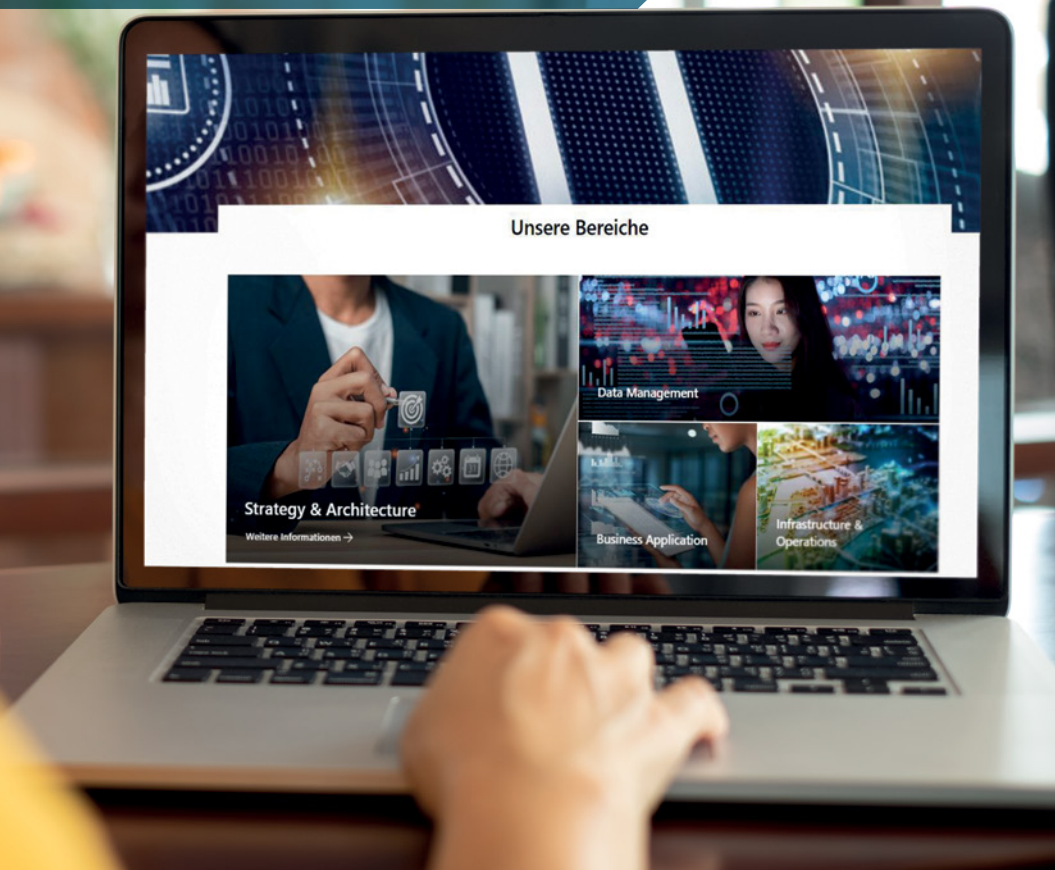 Unsere Bereiche
Data Management
Strategy & Architecture
Weitere Informationen →
Business Application
Infrastructure &
Operations